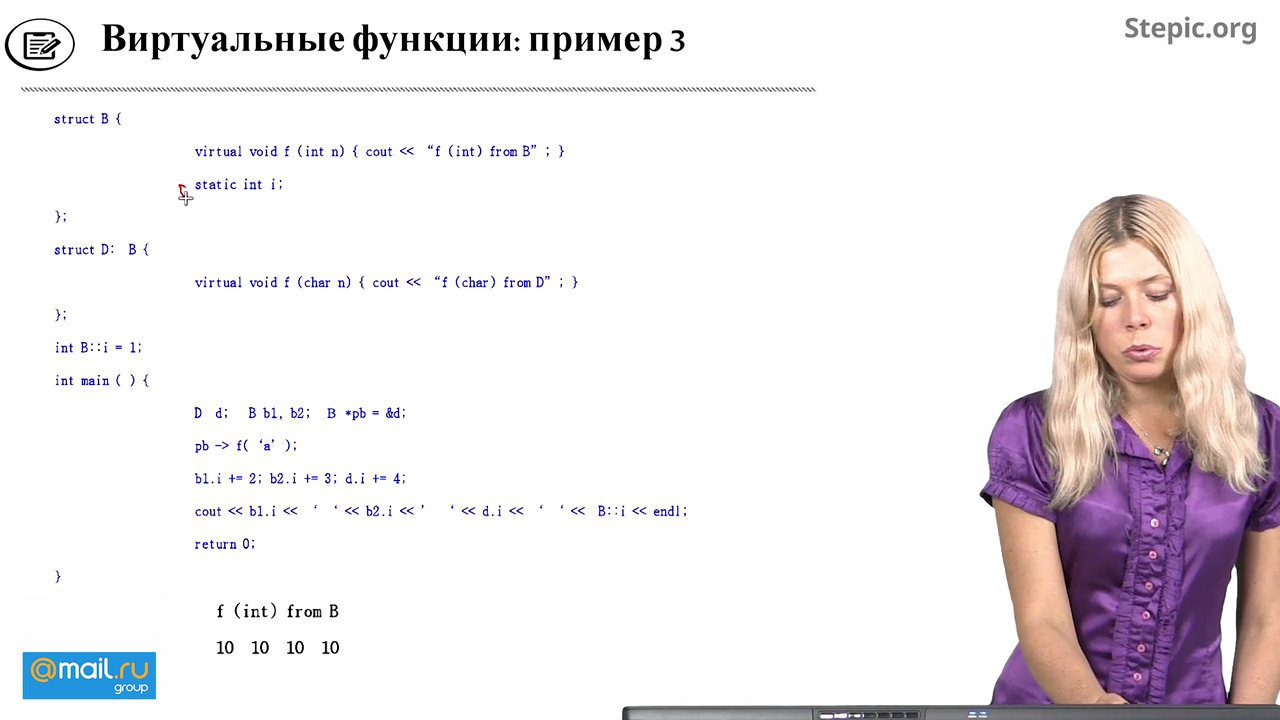 Виртуальные функции: пример 3
Stepic.org
struct B {
virtual void f (int n) { cout << “f (int) from B” ; }
static int i;
};
struct D: B {
virtual void f (char n) { cout << “f (char) from D” ; }
};
int B::i = 1;
int main ( ) {
D d; B b1, b2; B *pb = &d;
pb -> f( ‘a’ );
b1.i += 2; b2.i += 3; d.i += 4;
cout << b1.i << ‘ ‘ << b2.i << ’ ‘ << d.i << ‘ ‘ << B::i << endl;
return 0;
}
f (int) from B
10 10 10 10
@mail.ru
group